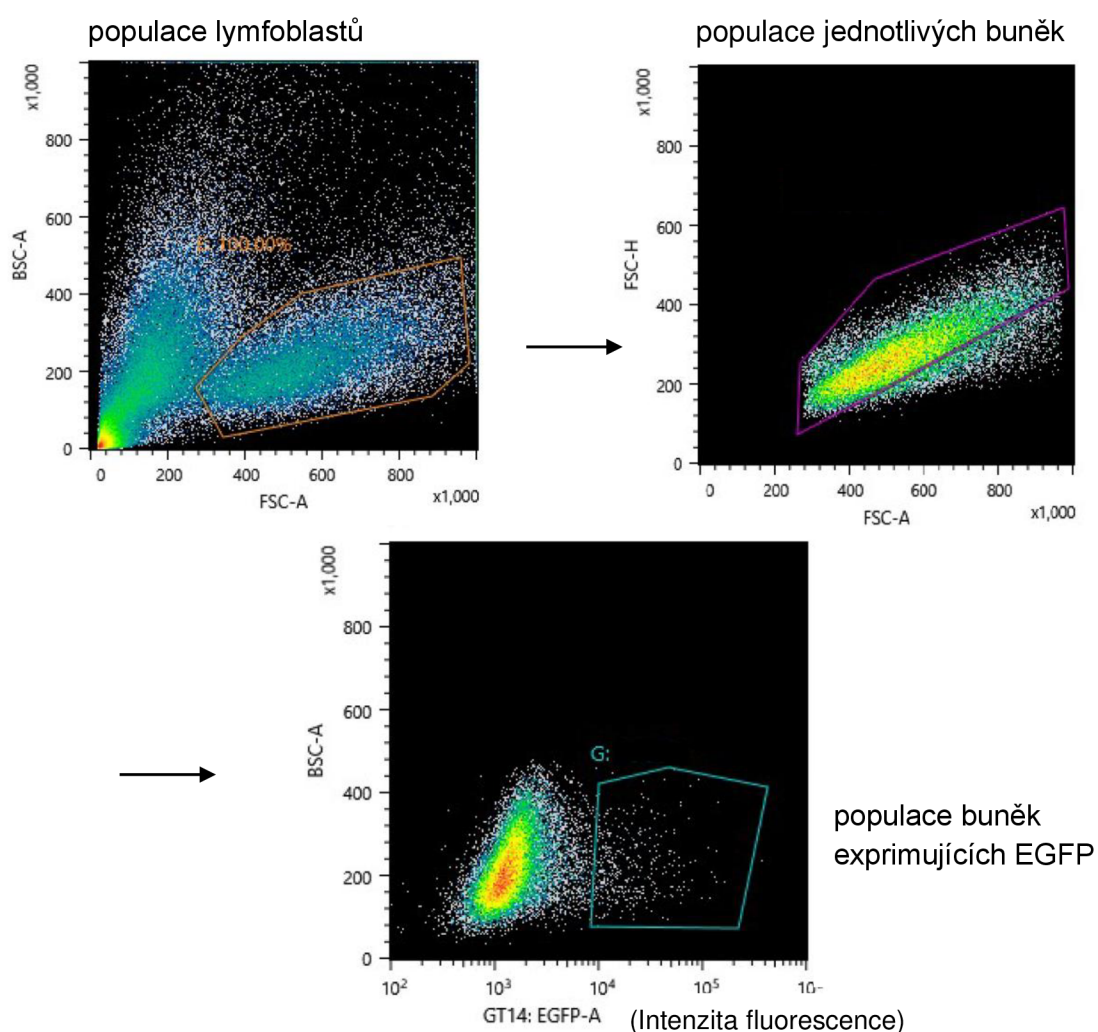 populace lymfoblastů
x1,000
800
600
400
200
0
BSC-A
100,00%
0 200 400 600 800
x1,000
FSC-A
populace jednotlivých buněk
x1,000
800
600
400
200
0
FSC-H
0 200 400 600 800
x1,000
FSC-A
x1,000
800
600
400
200
0
BSC-A
G:
10² 10³ 10⁴ 10⁵
GT14: EGFP-A (Intenzita fluorescence)
populace buněk
exprimujících EGFP